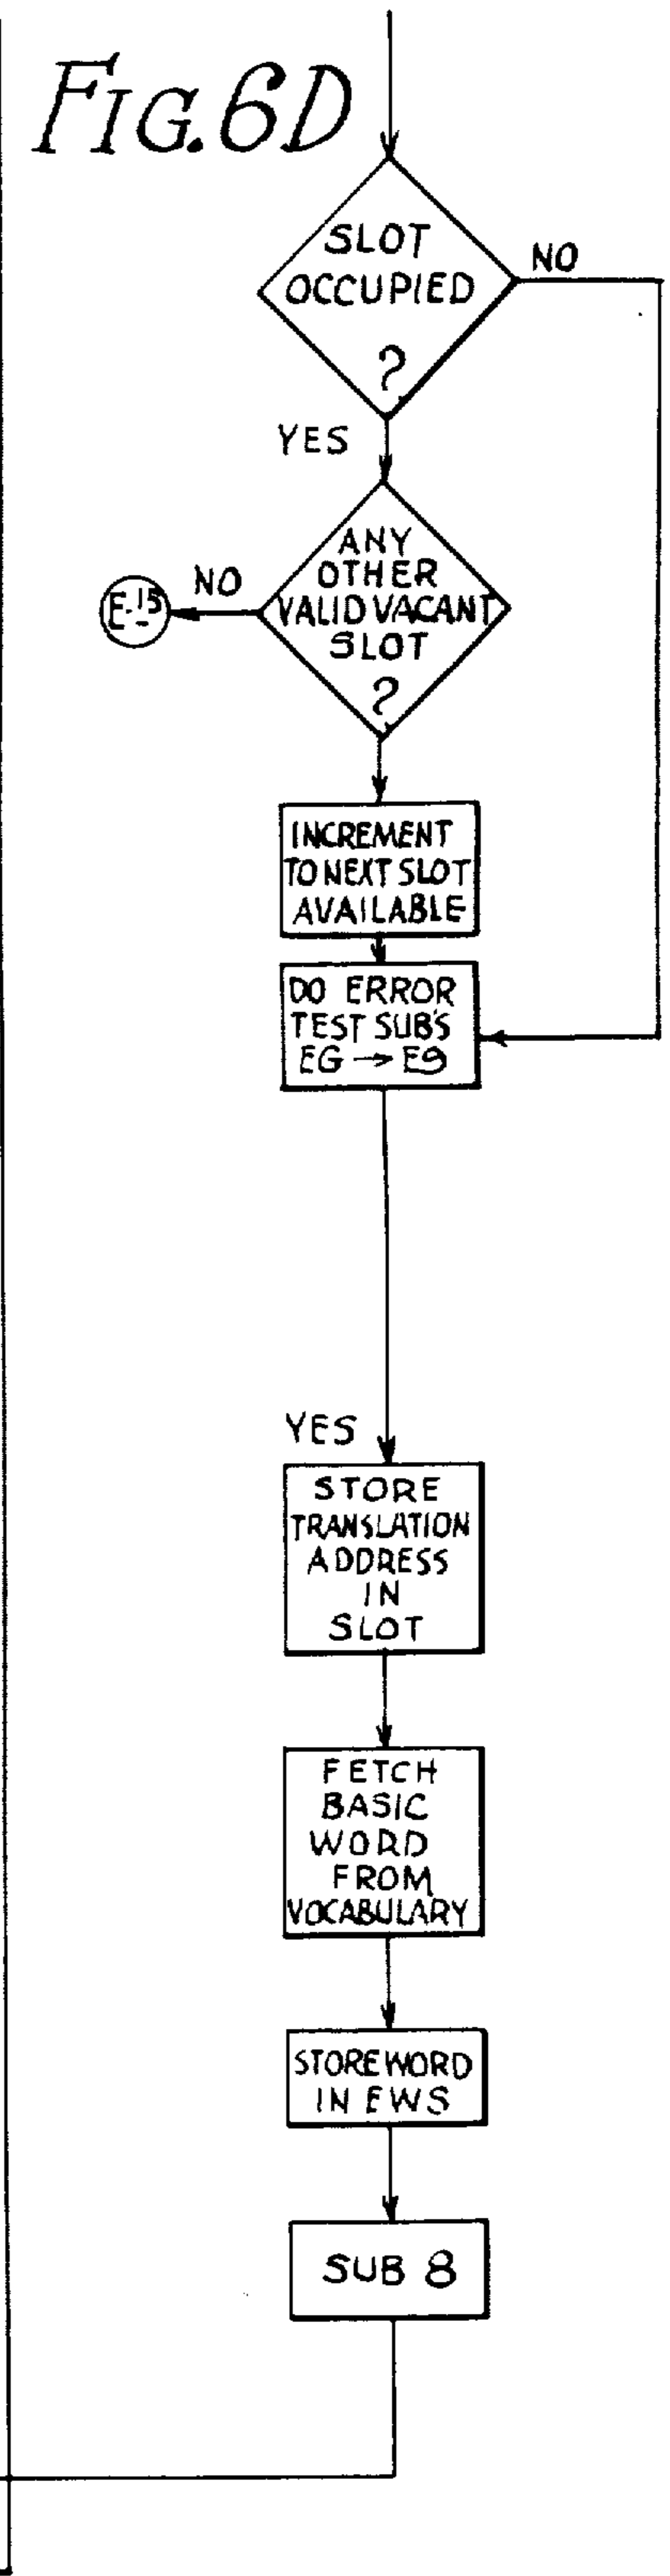 FIG. 6D
SLOT
OCCUPIED
?
NO
YES
ANY
OTHER
VALID VACANT
SLOT
?
NO
E-15
INCREMENT
TO NEXT SLOT
AVAILABLE
DO ERROR
TEST SUB'S
EG → E9
YES
STORE
TRANSLATION
ADDRESS
IN
SLOT
FETCH
BASIC
WORD
FROM
VOCABULARY
STORE WORD
IN EWS
SUB 8